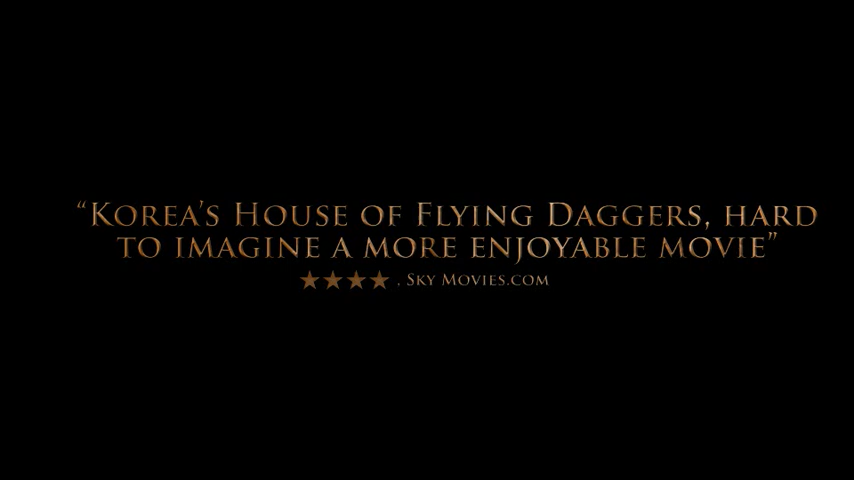 “Korea’s House of Flying Daggers, hard
to imagine a more enjoyable movie”
★★★★ , Sky Movies.com